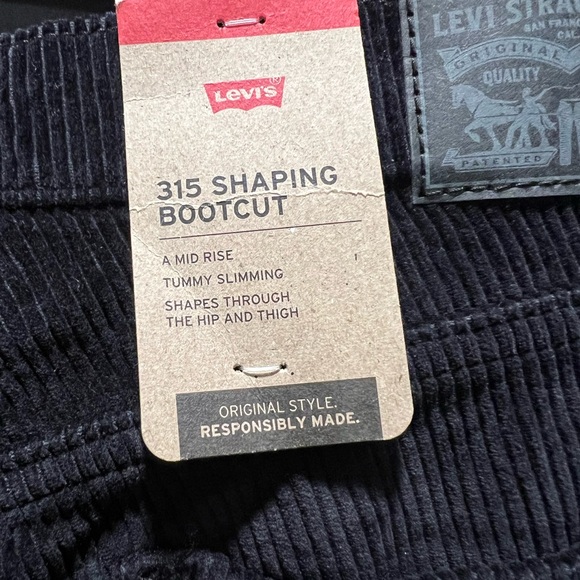 Levi's
315 SHAPING
BOOTCUT
A MID RISE
TUMMY SLIMMING
SHAPES THROUGH
THE HIP AND THIGH
ORIGINAL STYLE.
RESPONSIBLY MADE.
LEVI
SAN
ORIGINAL
QUALITY
PATENTED